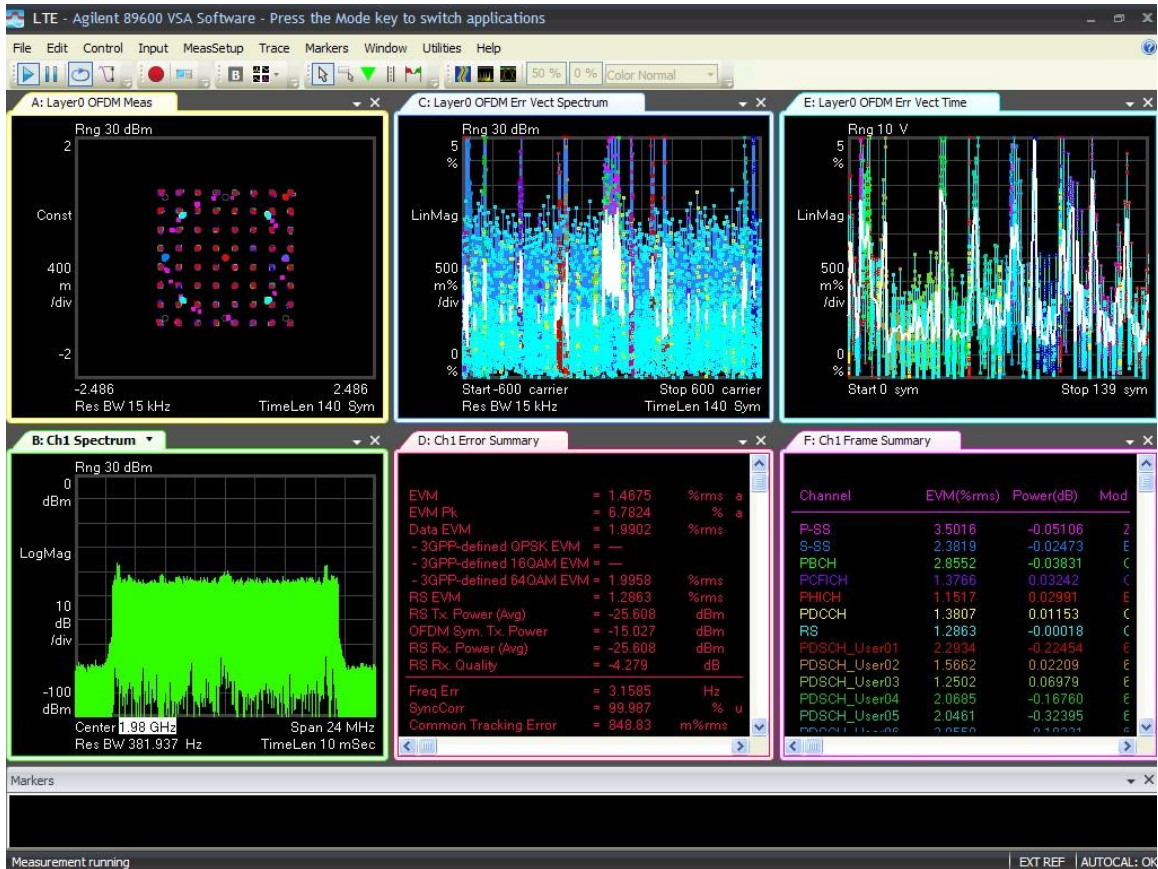 LTE - Agilent 89600 VSA Software - Press the Mode key to switch applications
File Edit Control Input MeasSetup Trace Markers Window Utilities Help
B 50 % 0 % Color Normal
A: Layer0 OFDM Meas
Rng 30 dBm
2
Const
400
m
/div
-2
-2.486 2.486
Res BW 15 kHz TimeLen 140 Sym
C: Layer0 OFDM Err Vect Spectrum
Rng 30 dBm
5
%
LinMag
500
m%
/div
0
%
Start -600 carrier Stop 600 carrier
Res BW 15 kHz TimeLen 140 Sym
E: Layer0 OFDM Err Vect Time
Rng 10 V
5
%
LinMag
500
m%
/div
0
%
Start 0 sym Stop 139 sym
B: Ch1 Spectrum
Rng 30 dBm
0
dBm
LogMag
10
dB
/div
-100
dBm
Center 1.98 GHz Span 24 MHz
Res BW 381.937 Hz TimeLen 10 mSec
D: Ch1 Error Summary
EVM = 1.4675 %rms a
EVM Pk = 6.7824 % a
Data EVM = 1.9902 %rms
- 3GPP-defined QPSK EVM = —
- 3GPP-defined 16QAM EVM = —
- 3GPP-defined 64QAM EVM = 1.9958 %rms
RS EVM = 1.2863 %rms
RS Tx. Power (Avg) = -25.608 dBm
OFDM Sym. Tx. Power = -15.027 dBm
RS Rx. Power (Avg) = -25.608 dBm
RS Rx. Quality = -4.279 dB
Freq Err = 3.1585 Hz
SyncCorr = 99.987 % u
Common Tracking Error = 848.83 m%rms
F: Ch1 Frame Summary
Channel EVM(%rms) Power(dB) Mod
P-SS 3.5016 -0.05106
S-SS 2.3819 -0.02473
PBCH 2.8552 -0.03831
PCFICH 1.3766 0.03242
PHICH 1.1517 0.02991
PDCCH 1.3807 0.01153
RS 1.2863 -0.00018
PDSCH_User01 2.2934 -0.22454
PDSCH_User02 1.5662 0.02209
PDSCH_User03 1.2502 0.06979
PDSCH_User04 2.0685 -0.16760
PDSCH_User05 2.0461 -0.32395
Markers
Measurement running EXT REF AUTOCAL: OK